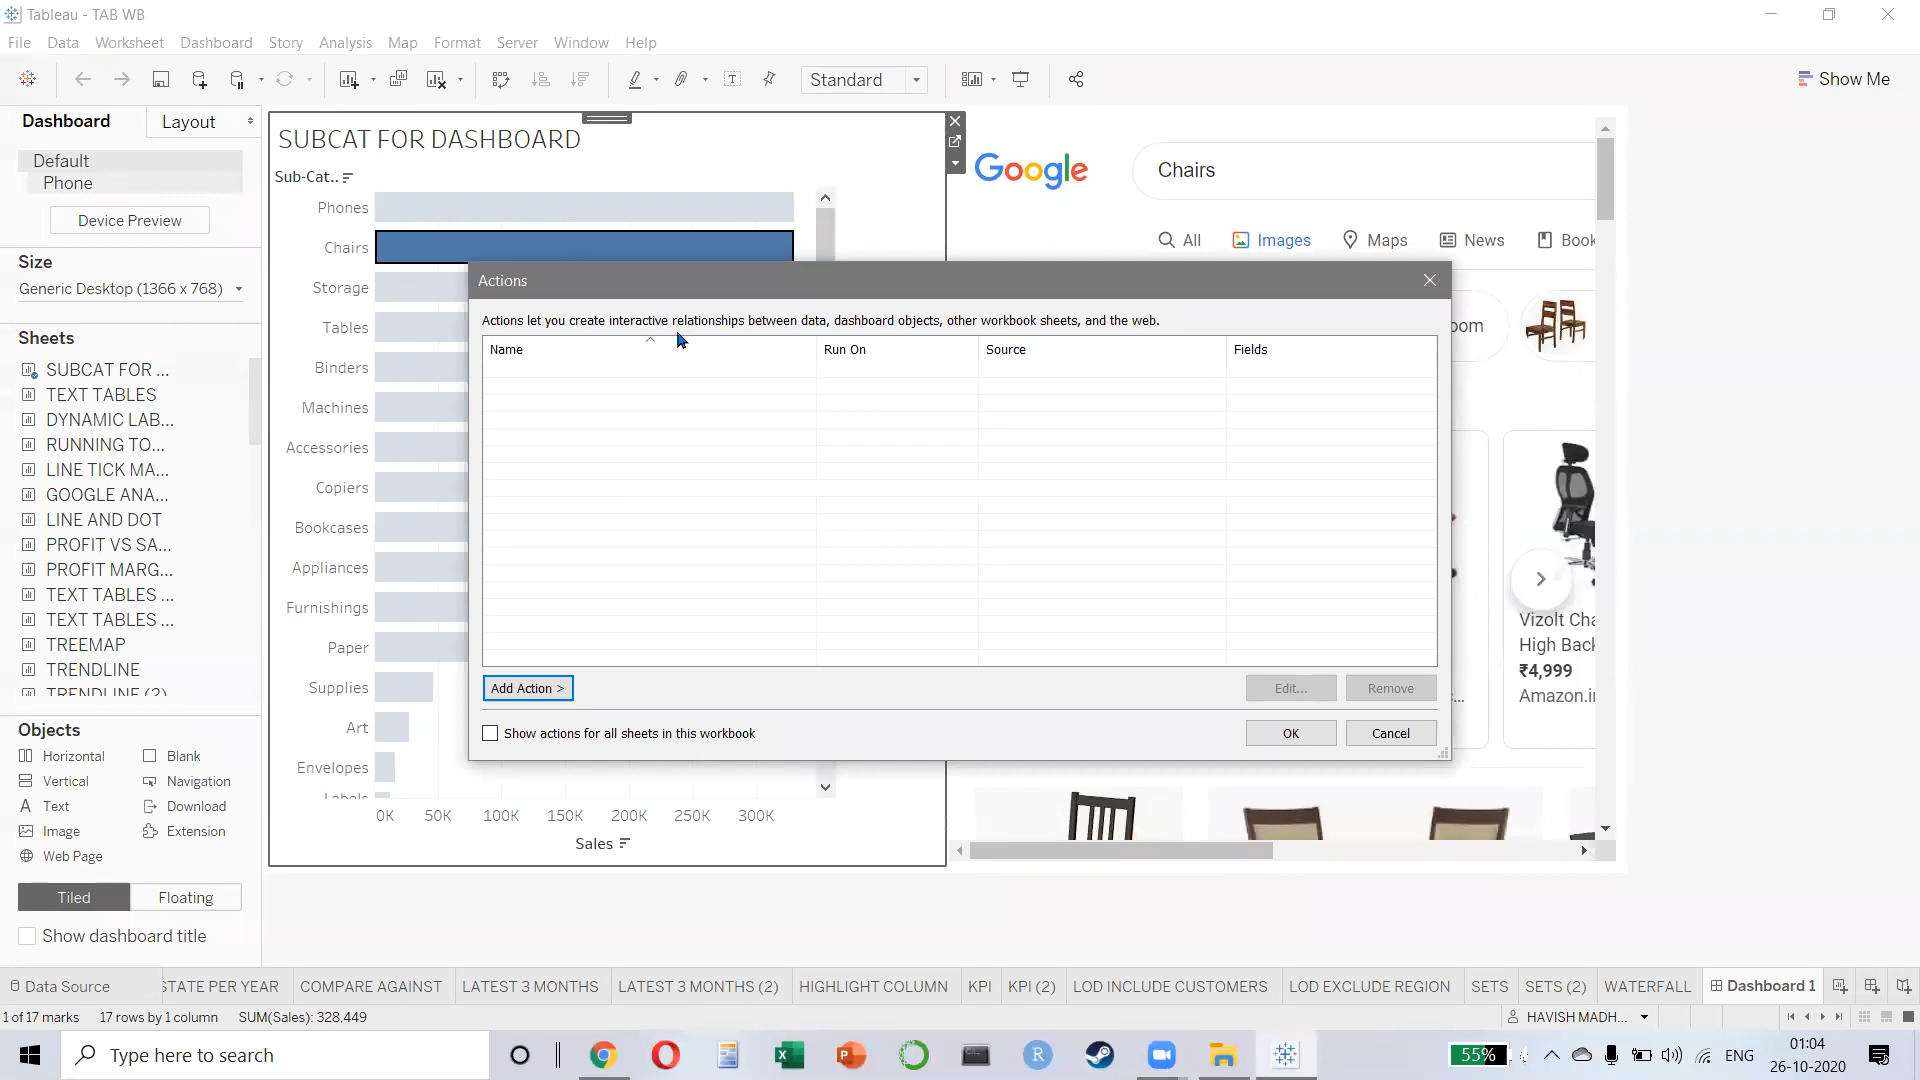 Tableau - TAB WB
File Data Worksheet Dashboard Story Analysis Map Format Server Window Help
Standard
Show Me
Dashboard
Layout
Default
Phone
Device Preview
Size
Generic Desktop (1366 x 768)
Sheets
SUBCAT FOR ...
TEXT TABLES
DYNAMIC LAB...
RUNNING TO...
LINE TICK MA...
GOOGLE ANA...
LINE AND DOT
PROFIT VS SA...
PROFIT MARG...
TEXT TABLES ...
TEXT TABLES ...
TREEMAP
TRENDLINE
TRENDLINE (2)
Objects
Horizontal Blank
Vertical Navigation
Text Download
Image Extension
Web Page
Tiled Floating
Show dashboard title
SUBCAT FOR DASHBOARD
Sub-Cat..
Phones
Chairs
Storage
Tables
Binders
Machines
Accessories
Copiers
Bookcases
Appliances
Furnishings
Paper
Supplies
Art
Envelopes
Labels
0K 50K 100K 150K 200K 250K 300K
Sales
Google
Chairs
All Images Maps News Book
oom
Vizolt Cha
High Back
₹4,999
Amazon.in
...
Actions
Actions let you create interactive relationships between data, dashboard objects, other workbook sheets, and the web.
Name Run On Source Fields
Add Action >
Edit... Remove
Show actions for all sheets in this workbook
OK Cancel
Data Source STATE PER YEAR COMPARE AGAINST LATEST 3 MONTHS LATEST 3 MONTHS (2) HIGHLIGHT COLUMN KPI KPI (2) LOD INCLUDE CUSTOMERS LOD EXCLUDE REGION SETS SETS (2) WATERFALL Dashboard 1
1 of 17 marks 17 rows by 1 column SUM(Sales): 328,449
HAVISH MADH...
Type here to search
R
55%
ENG
01:04
26-10-2020